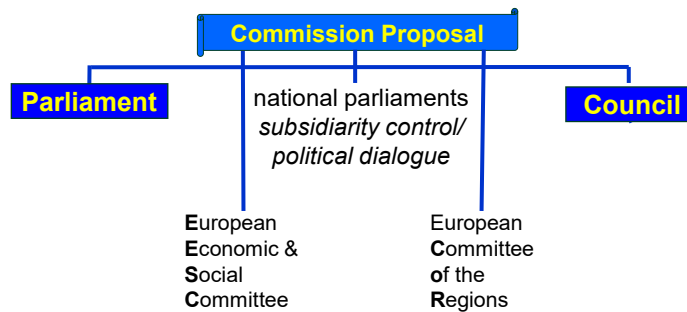 Commission Proposal
Parliament
national parliaments
subsidiarity control/
political dialogue
Council
European
Economic &
Social
Committee
European
Committee
of the
Regions